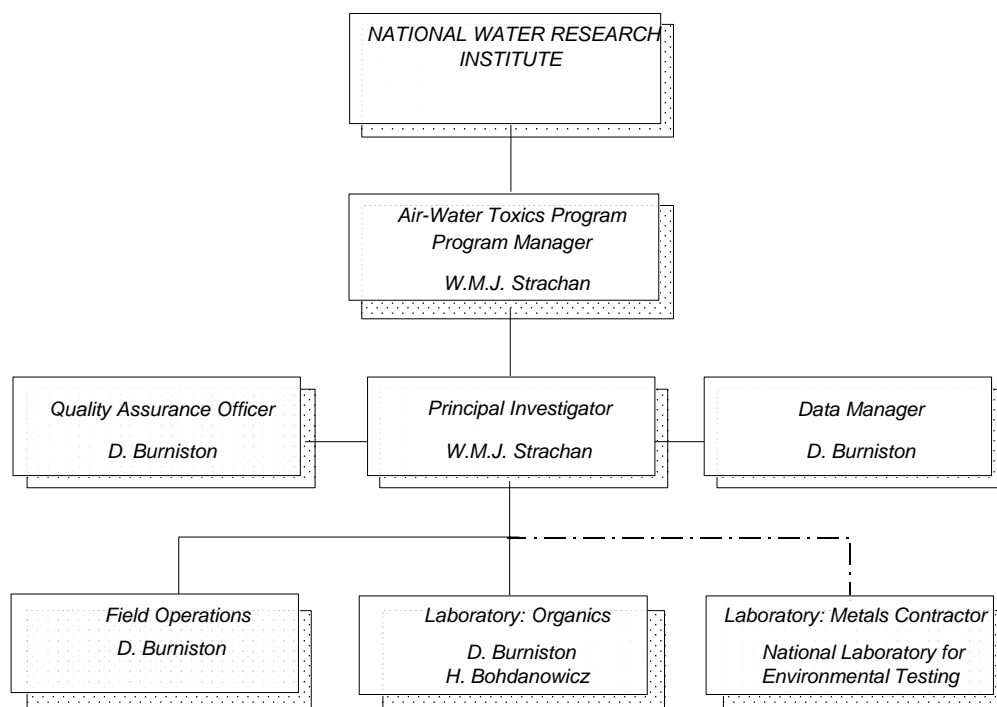 NATIONAL WATER RESEARCH
INSTITUTE
Air-Water Toxics Program
Program Manager
W.M.J. Strachan
Quality Assurance Officer
D. Burniston
Principal Investigator
W.M.J. Strachan
Data Manager
D. Burniston
Field Operations
D. Burniston
Laboratory: Organics
D. Burniston
H. Bohdanowicz
Laboratory: Metals Contractor
National Laboratory for
Environmental Testing